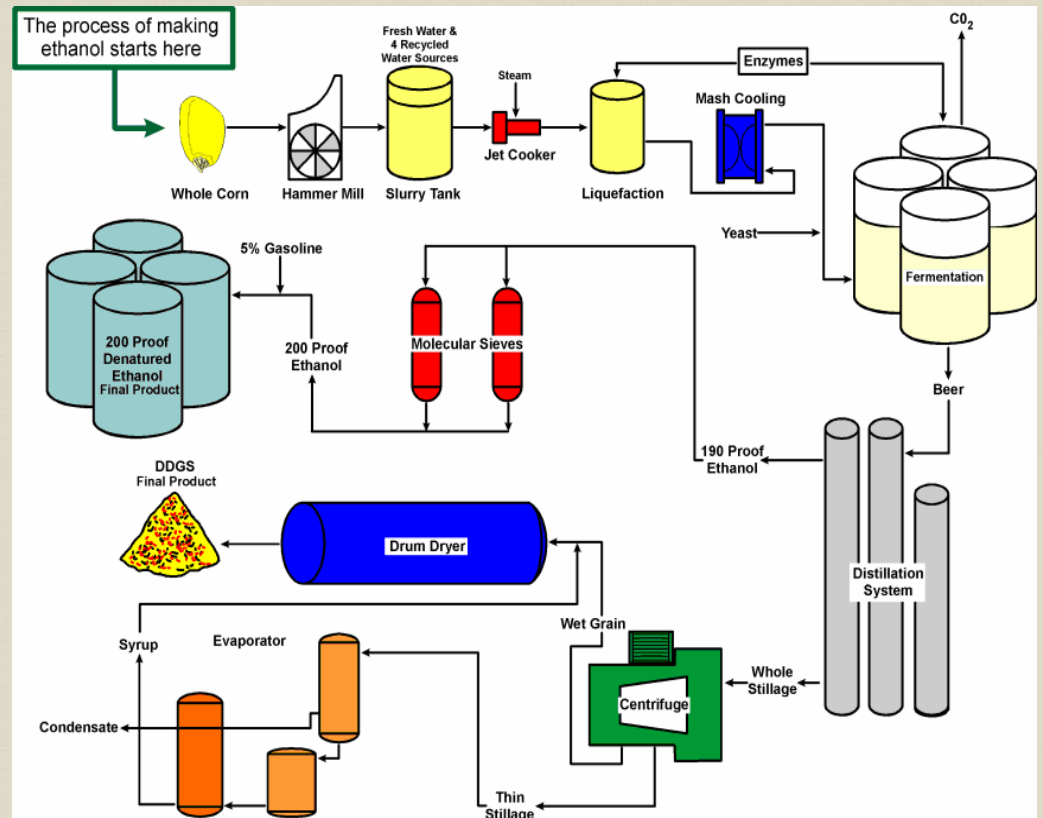 The process of making
ethanol starts here
Fresh Water &
4 Recycled
Water Sources
Steam
Enzymes
C0₂
Mash Cooling
Whole Corn
Hammer Mill
Slurry Tank
Jet Cooker
Liquefaction
Yeast
Fermentation
5% Gasoline
200 Proof
Denatured
Ethanol
Final Product
200 Proof
Ethanol
Molecular Sieves
Beer
190 Proof
Ethanol
DDGS
Final Product
Drum Dryer
Distillation
System
Syrup
Evaporator
Wet Grain
Centrifuge
Whole
Stillage
Condensate
Thin
Stillage